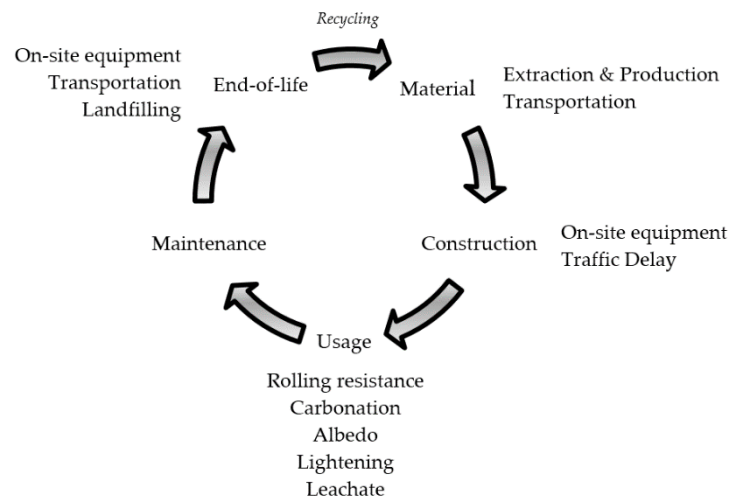 Recycling
On-site equipment
Transportation
Landfilling
End-of-life
Material
Extraction & Production
Transportation
Maintenance
Construction
On-site equipment
Traffic Delay
Usage
Rolling resistance
Carbonation
Albedo
Lightening
Leachate